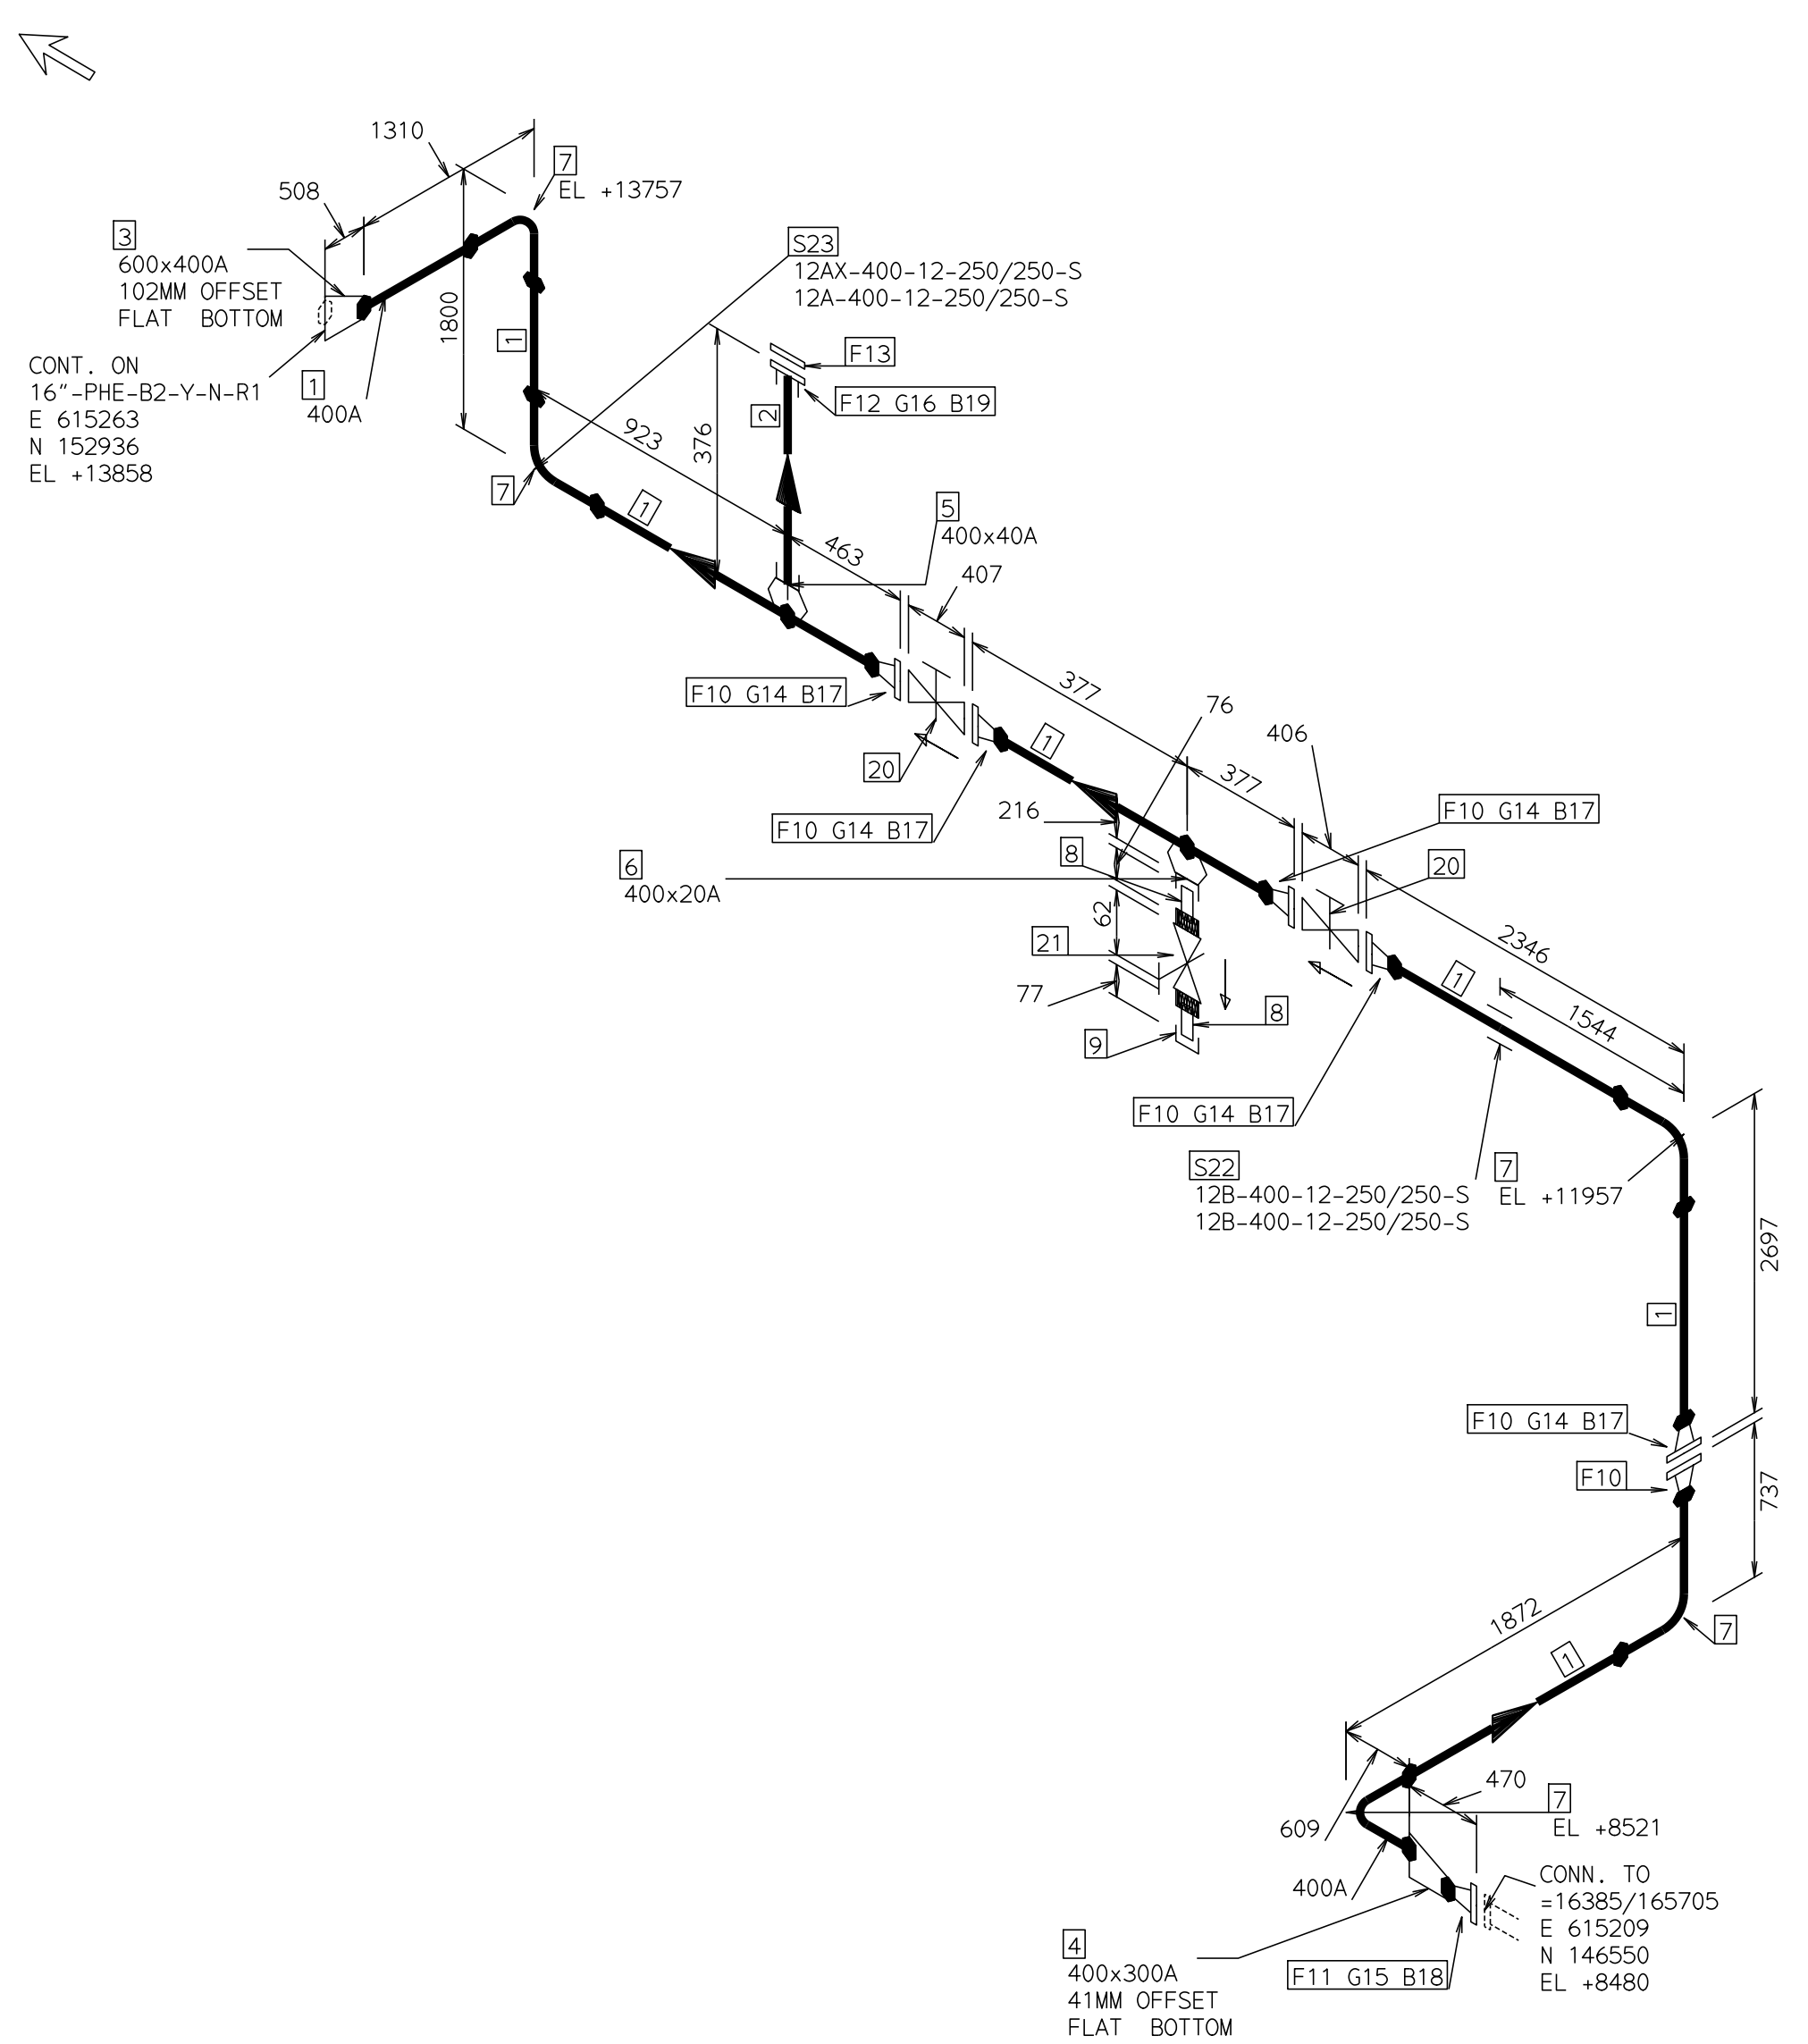 1310
508
7
EL +13757
3
600x400A
102MM OFFSET
FLAT BOTTOM
S23
12AX-400-12-250/250-S
12A-400-12-250/250-S
1800
1
CONT. ON
16"-PHE-B2-Y-N-R1
E 615263
N 152936
EL +13858
1
400A
F13
F12 G16 B19
2
923
376
7
1
5
400x40A
463
407
F10 G14 B17
20
377
1
76
406
377
F10 G14 B17
216
F10 G14 B17
8
20
6
400x20A
62
21
2346
1
77
1544
8
9
F10 G14 B17
S22
12B-400-12-250/250-S
12B-400-12-250/250-S
7
EL +11957
2697
1
F10 G14 B17
F10
737
1872
7
1
470
609
7
EL +8521
400A
CONN. TO
=16385/165705
E 615209
N 146550
EL +8480
4
400x300A
41MM OFFSET
FLAT BOTTOM
F11 G15 B18